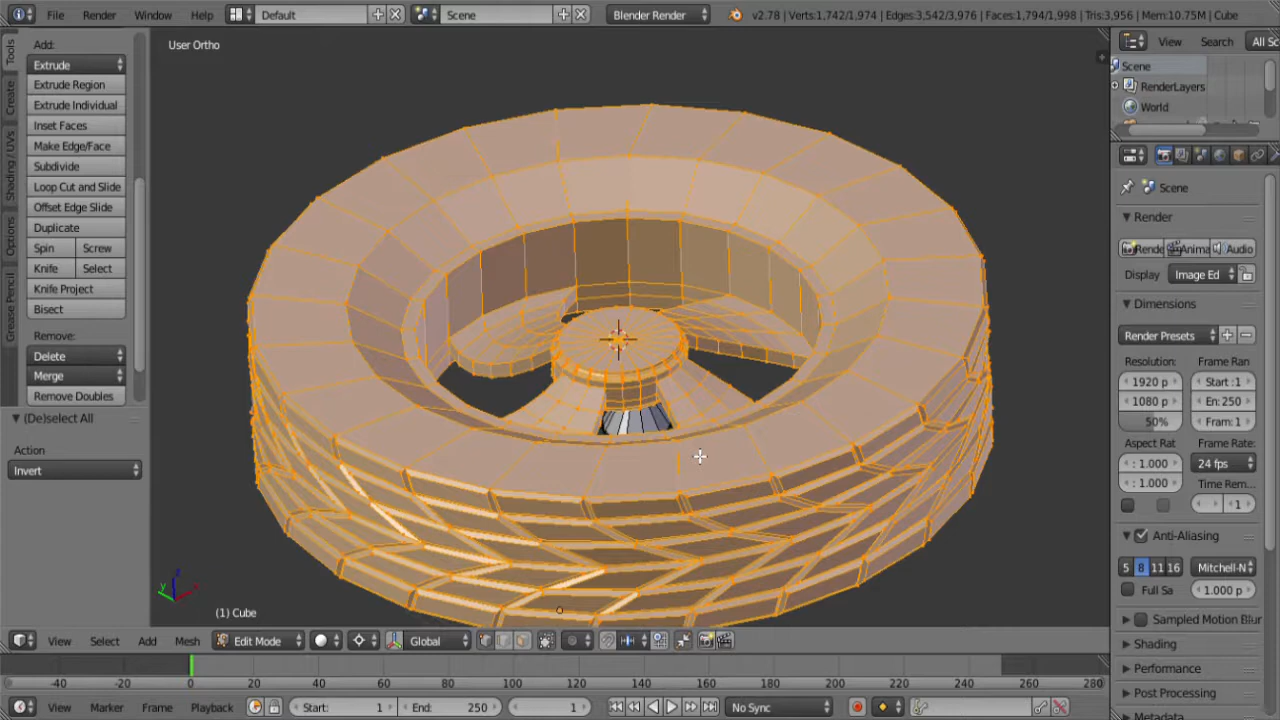 File Render Window Help Default Scene Blender Render v2.78 | Verts:1,742/1,974 | Edges:3,542/3,976 | Faces:1,794/1,998 | Tris:3,956 | Mem:10.75M | Cube
Tools
Create
Shading / UVs
Options
Grease Pencil
Add:
Extrude
Extrude Region
Extrude Individual
Inset Faces
Make Edge/Face
Subdivide
Loop Cut and Slide
Offset Edge Slide
Duplicate
Spin Screw
Knife Select
Knife Project
Bisect
Remove:
Delete
Merge
Remove Doubles
(De)select All
Action
Invert
User Ortho
(1) Cube
View Search All Sc
Scene
RenderLayers
World
Scene
Render
Rende Anima Audio
Display Image Ed
Dimensions
Render Presets
Resolution: Frame Ran
1920 p Start :1
1080 p En: 250
50% Fram: 1
Aspect Rat Frame Rate:
: 1.000 24 fps
: 1.000 Time Rem...
1
Anti-Aliasing
5 8 11 16 Mitchell-N
Full Sa 1.000 p
Sampled Motion Blur
Shading
Performance
Post Processing
Metadata
View Select Add Mesh Edit Mode Global
-40 -20 0 20 40 60 80 100 120 140 160 180 200 220 240 260 280
View Marker Frame Playback Start: 1 End: 250 1 No Sync